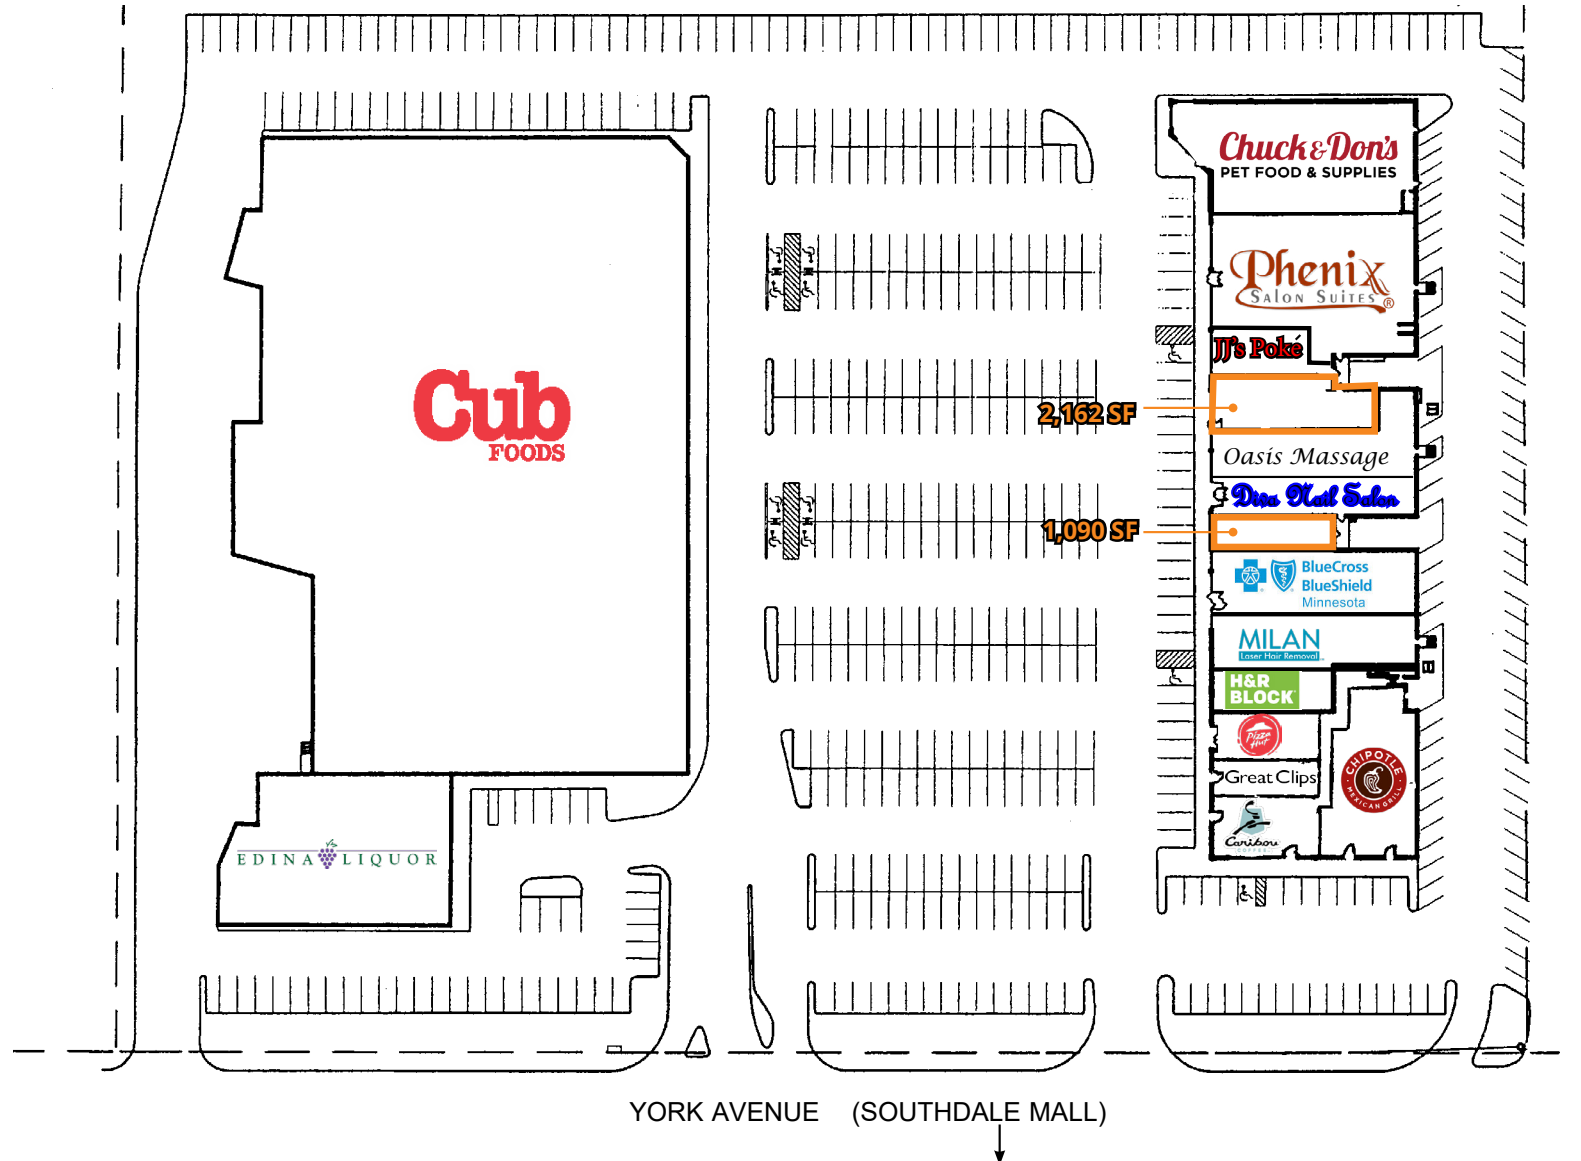 Chuck & Don's
PET FOOD & SUPPLIES
Phenix
SALON SUITES®
JJ's Poké
Cub
FOODS
2,162 SF
Oasis Massage
Diva Nail Salon
1,090 SF
BlueCross
BlueShield
Minnesota
MILAN
Laser Hair Removal
H&R
BLOCK
Pizza
Hut
CHIPOTLE
MEXICAN GRILL
Great Clips
Caribou
COFFEE
EDINA LIQUOR
YORK AVENUE (SOUTHDALE MALL)